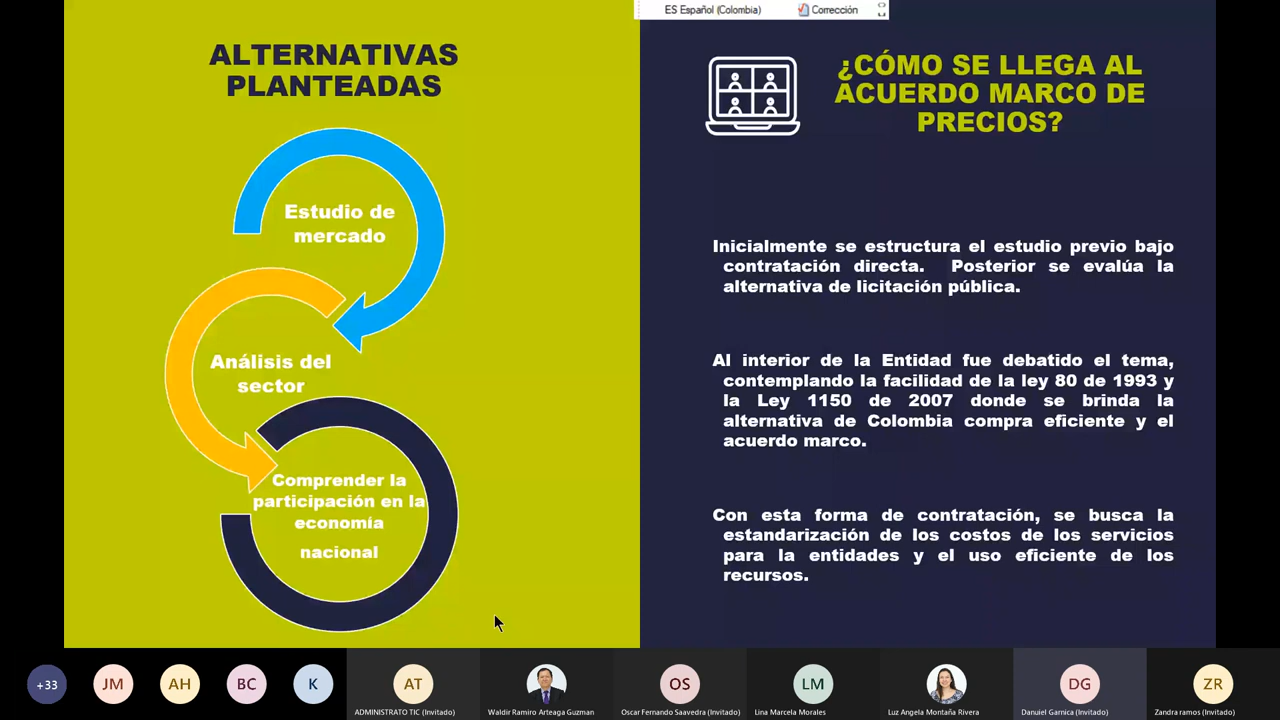 ES Español (Colombia)
Corrección
ALTERNATIVAS
PLANTEADAS
Estudio de
mercado
Análisis del
sector
Comprender la
participación en la
economía
nacional
¿CÓMO SE LLEGA AL
ACUERDO MARCO DE
PRECIOS?
Inicialmente se estructura el estudio previo bajo
contratación directa. Posterior se evalúa la
alternativa de licitación pública.
Al interior de la Entidad fue debatido el tema,
contemplando la facilidad de la ley 80 de 1993 y
la Ley 1150 de 2007 donde se brinda la
alternativa de Colombia compra eficiente y el
acuerdo marco.
Con esta forma de contratación, se busca la
estandarización de los costos de los servicios
para la entidades y el uso eficiente de los
recursos.
+33
JM
AH
BC
K
AT
ADMINISTRATO TIC (Invitado)
Waldir Ramiro Arteaga Guzman
OS
Oscar Fernando Saavedra (Invitado)
LM
Lina Marcela Morales
Luz Angela Montaña Rivera
DG
Danuiel Garnica (Invitado)
ZR
Zandra ramos (Invitado)